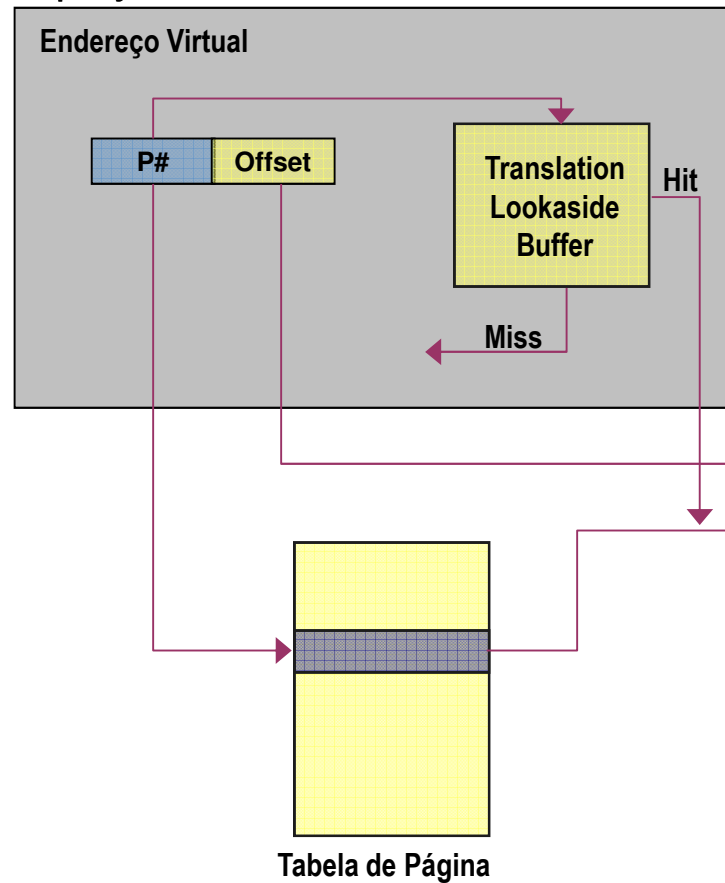 Endereço Virtual
P# Offset
Translation
Lookaside
Buffer
Hit
Miss
Tabela de Página